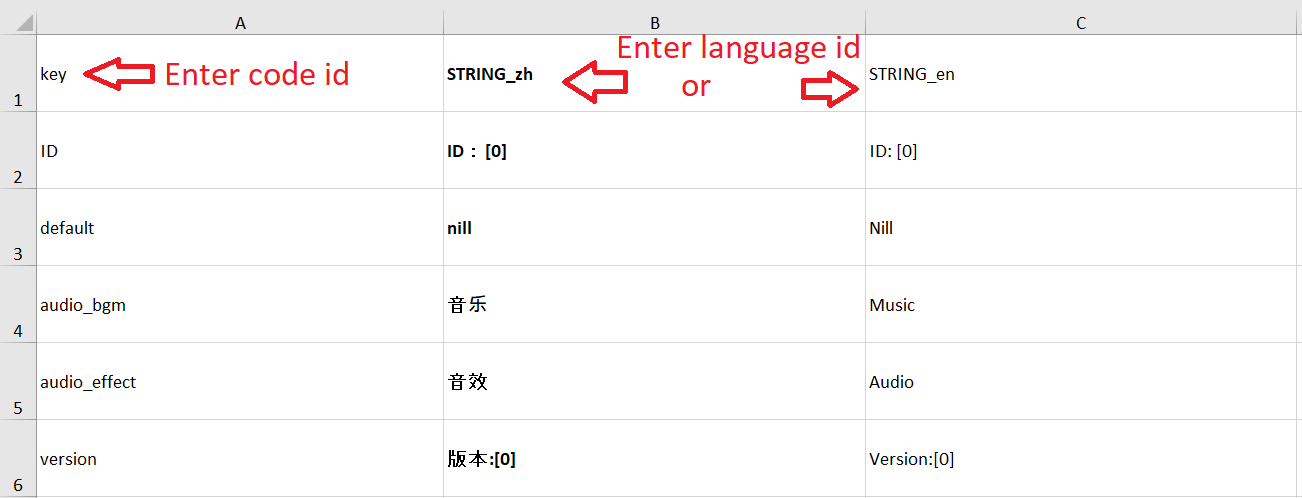 A B C
1 key Enter code id STRING_zh Enter language id or STRING_en
2 ID ID：[0] ID: [0]
3 default nill Nill
4 audio_bgm 音乐 Music
5 audio_effect 音效 Audio
6 version 版本:[0] Version:[0]